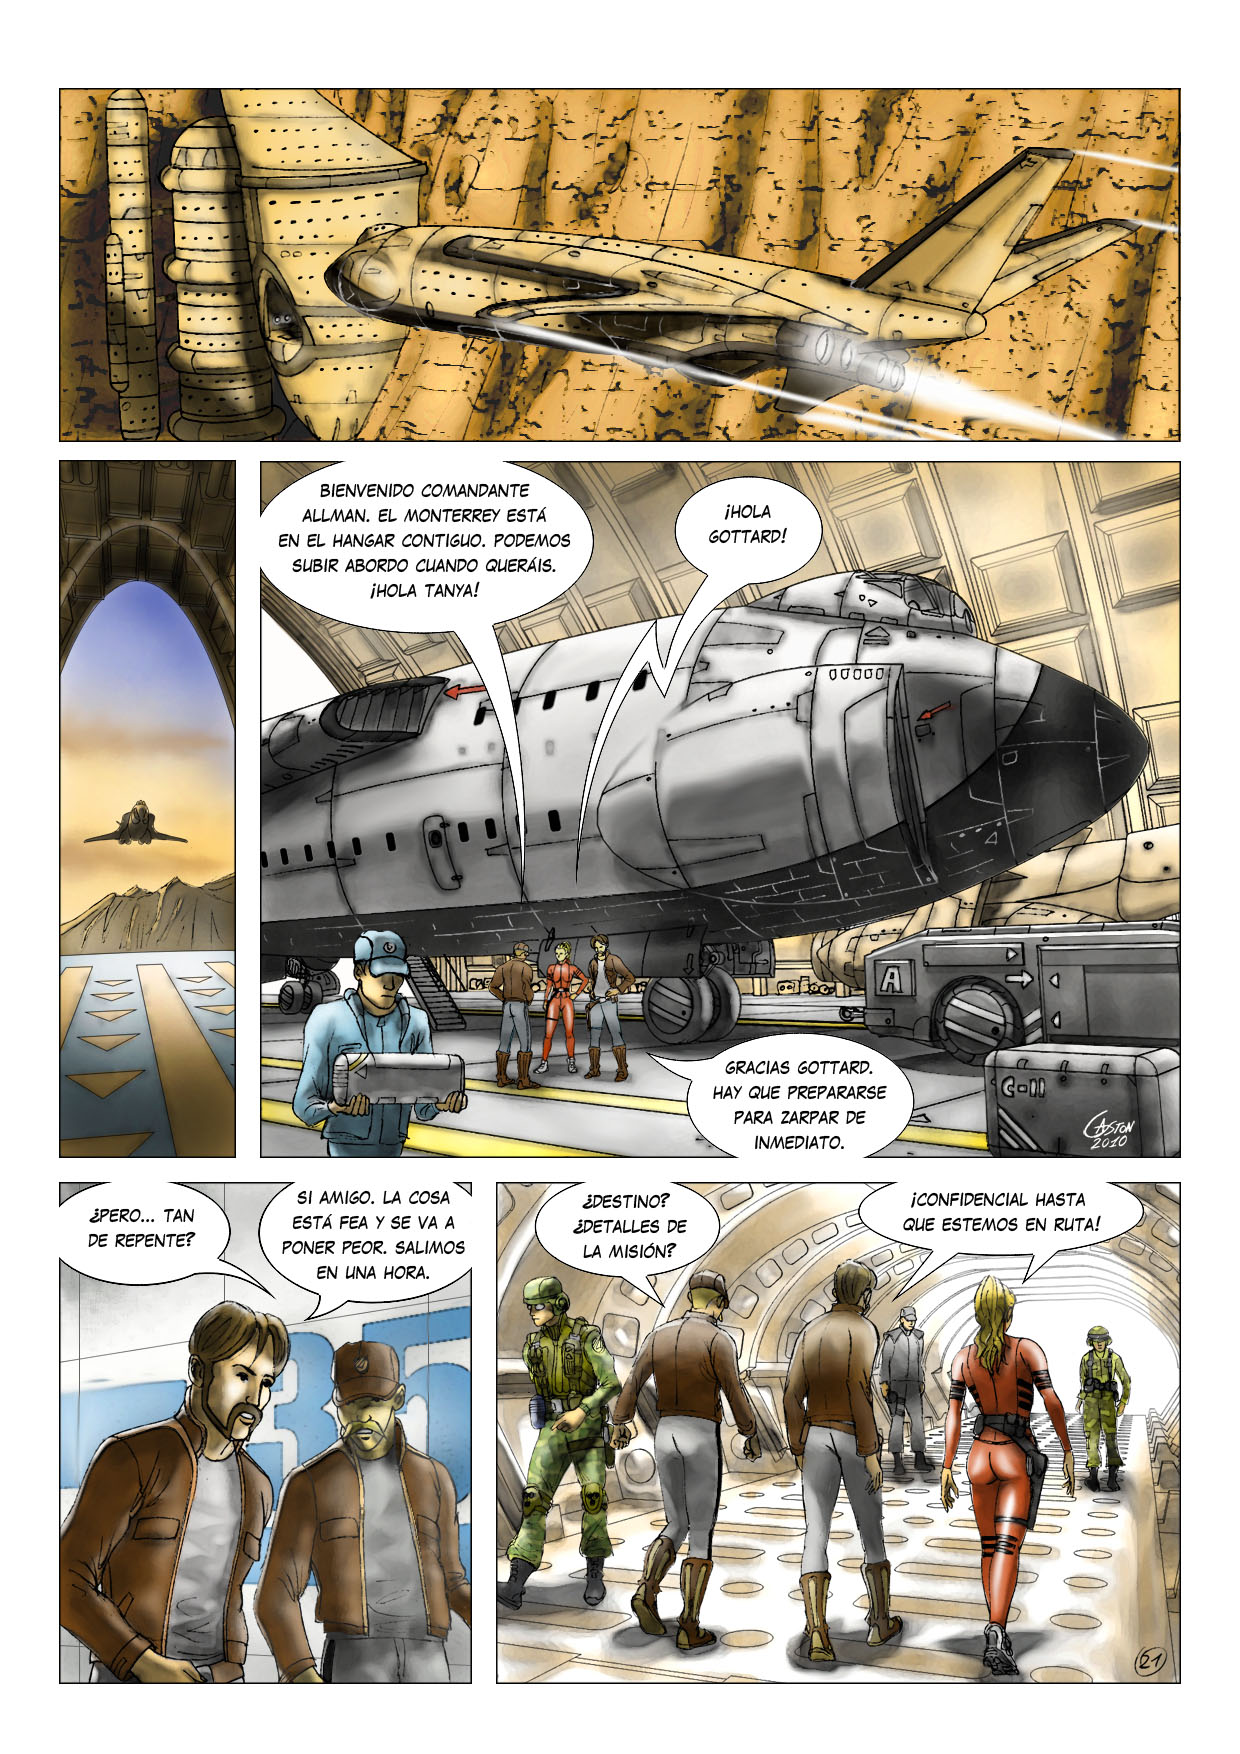 BIENVENIDO COMANDANTE
ALLMAN. EL MONTERREY ESTÁ
EN EL HANGAR CONTIGUO. PODEMOS
SUBIR ABORDO CUANDO QUERÁIS.
¡HOLA TANYA!
¡HOLA
GOTTARD!
A
GRACIAS GOTTARD.
HAY QUE PREPARARSE
PARA ZARPAR DE
INMEDIATO.
C-11
GASTON
2010
¿PERO... TAN
DE REPENTE?
SI AMIGO. LA COSA
ESTÁ FEA Y SE VA A
PONER PEOR. SALIMOS
EN UNA HORA.
35
¿DESTINO?
¿DETALLES DE
LA MISIÓN?
¡CONFIDENCIAL HASTA
QUE ESTEMOS EN RUTA!
21